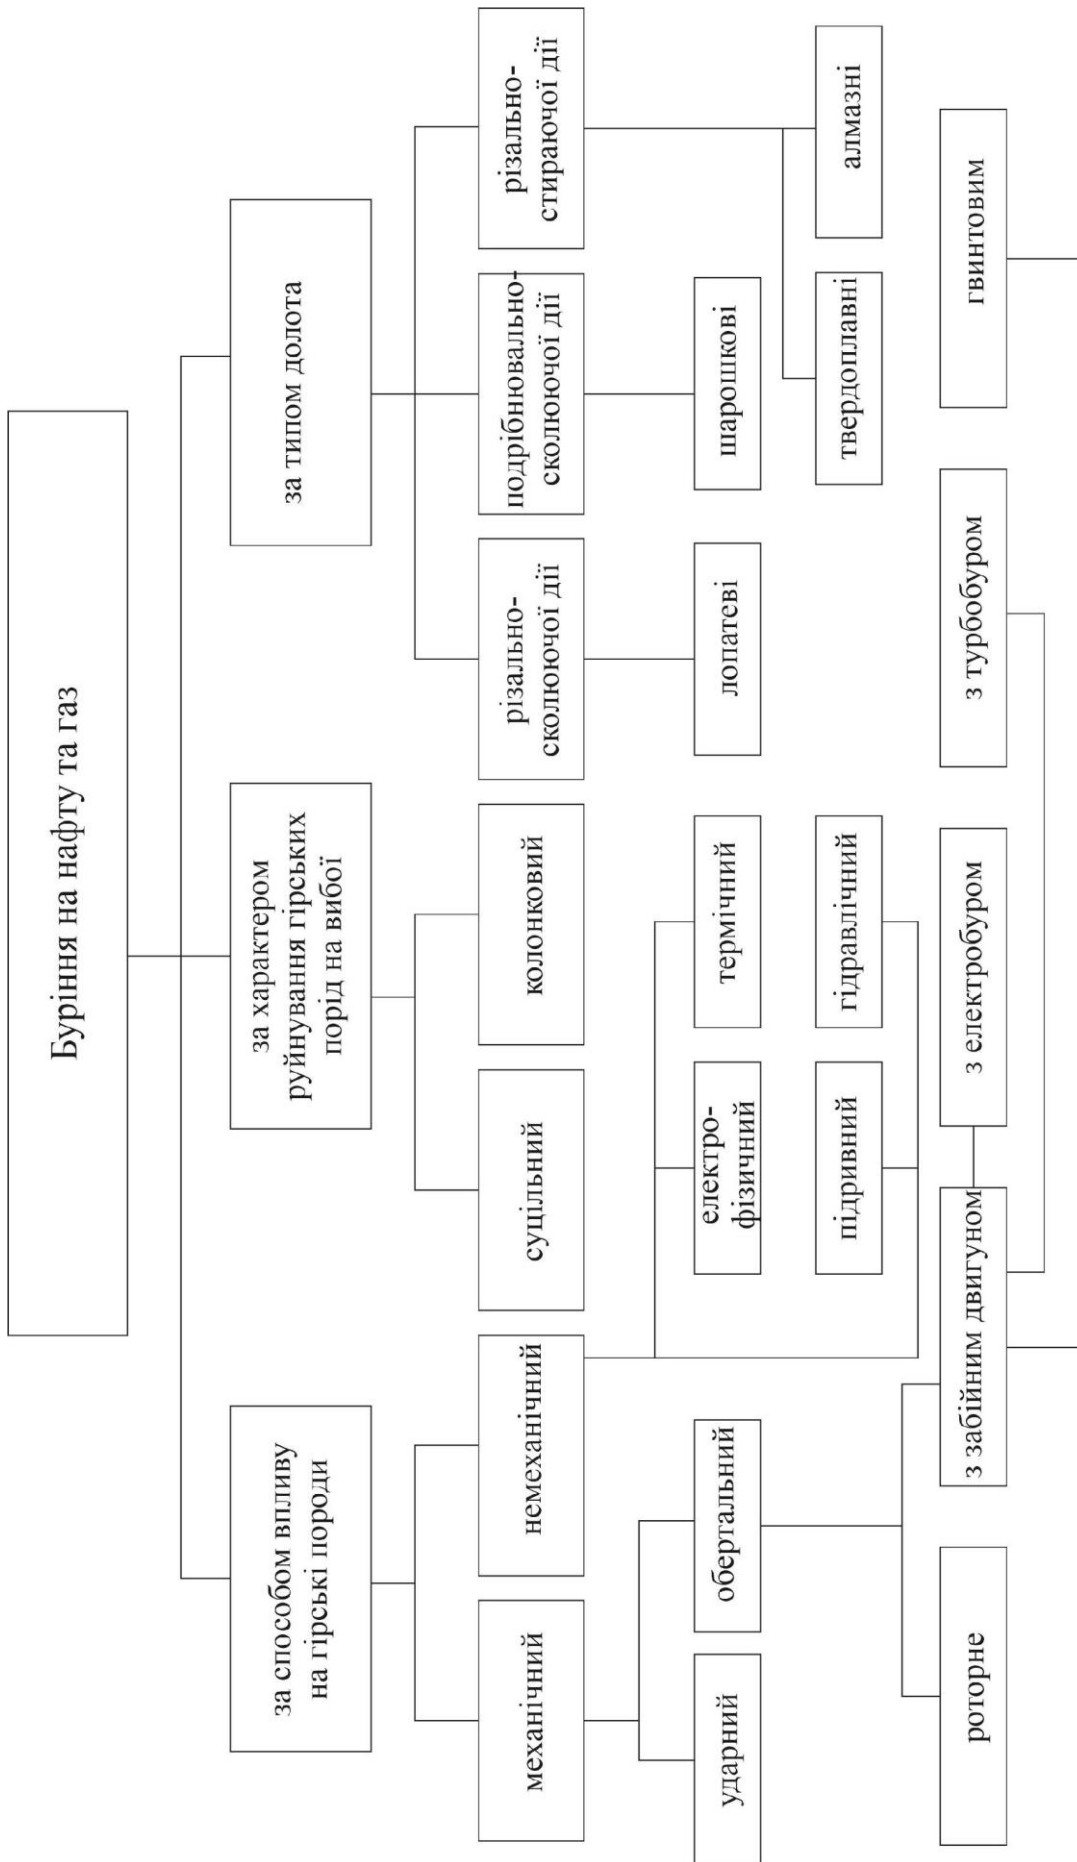 Буріння на нафту та газ
за способом впливу
на гірські породи
за характером
руйнування гірських
порід на вибої
за типом долота
механічний
немеханічний
суцільний
колонковий
різально-
сколюючої дії
подрібнювально-
сколюючої дії
різально-
стираючої дії
ударний
обертальний
електро-
фізичний
термічний
лопатеві
шарошкові
підривний
гідравлічний
твердоплавні
алмазні
роторне
з забійним двигуном
з електробуром
з турбобуром
гвинтовим